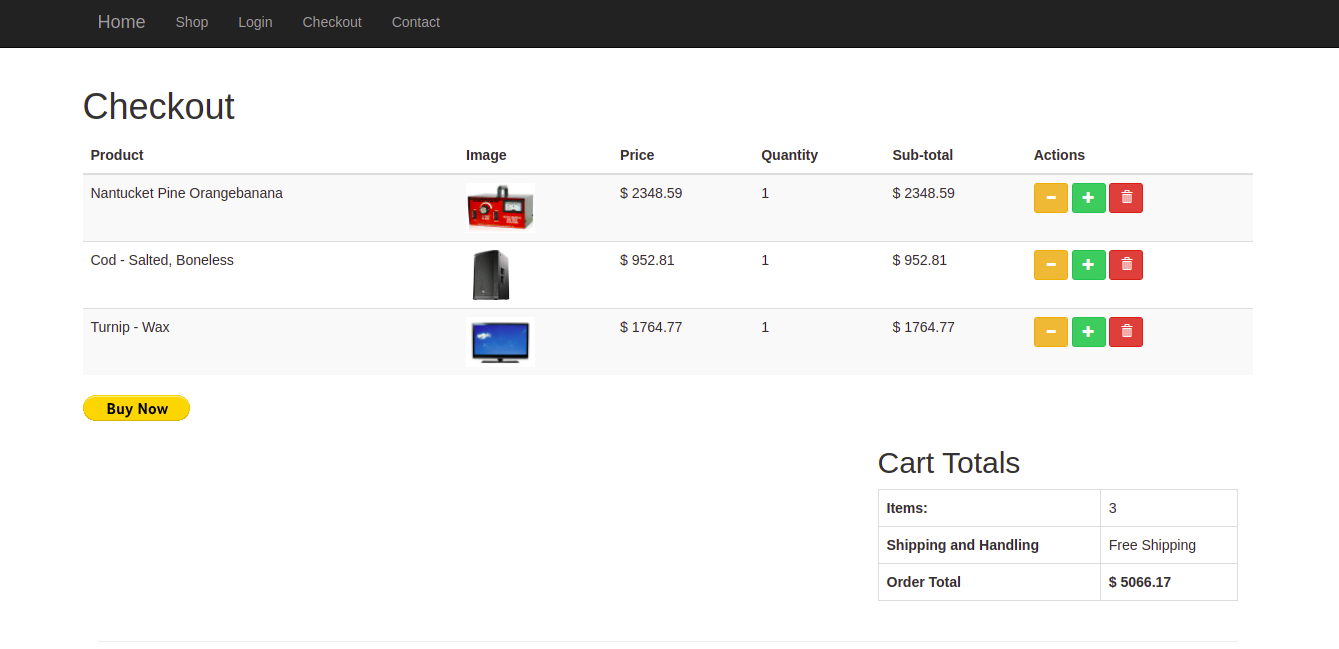 Home Shop Login Checkout Contact
Checkout
Product Image Price Quantity Sub-total Actions
Nantucket Pine Orangebanana $ 2348.59 1 $ 2348.59
Cod - Salted, Boneless $ 952.81 1 $ 952.81
Turnip - Wax $ 1764.77 1 $ 1764.77
Buy Now
Cart Totals
Items: 3
Shipping and Handling Free Shipping
Order Total $ 5066.17